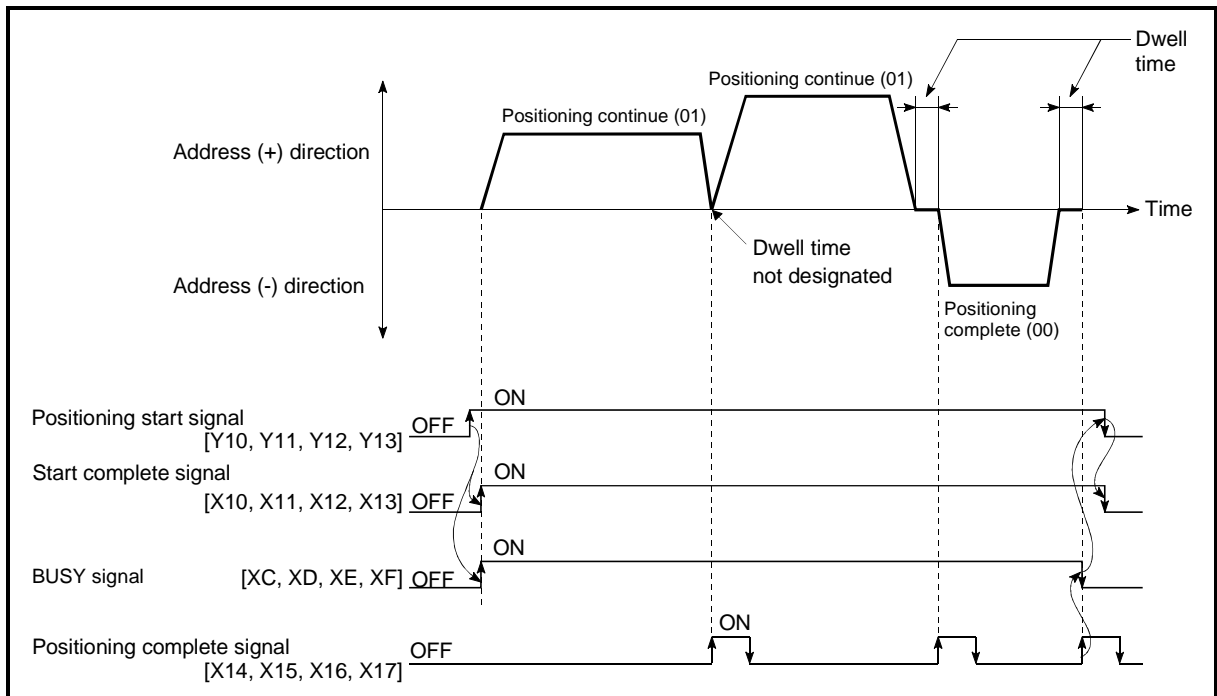 Dwell
time
Positioning continue (01)
Positioning continue (01)
Address (+) direction
Time
Dwell time
not designated
Address (-) direction
Positioning
complete (00)
ON
Positioning start signal
OFF
[Y10, Y11, Y12, Y13]
ON
Start complete signal
[X10, X11, X12, X13] OFF
ON
BUSY signal [XC, XD, XE, XF] OFF
ON
Positioning complete signal
OFF
[X14, X15, X16, X17]